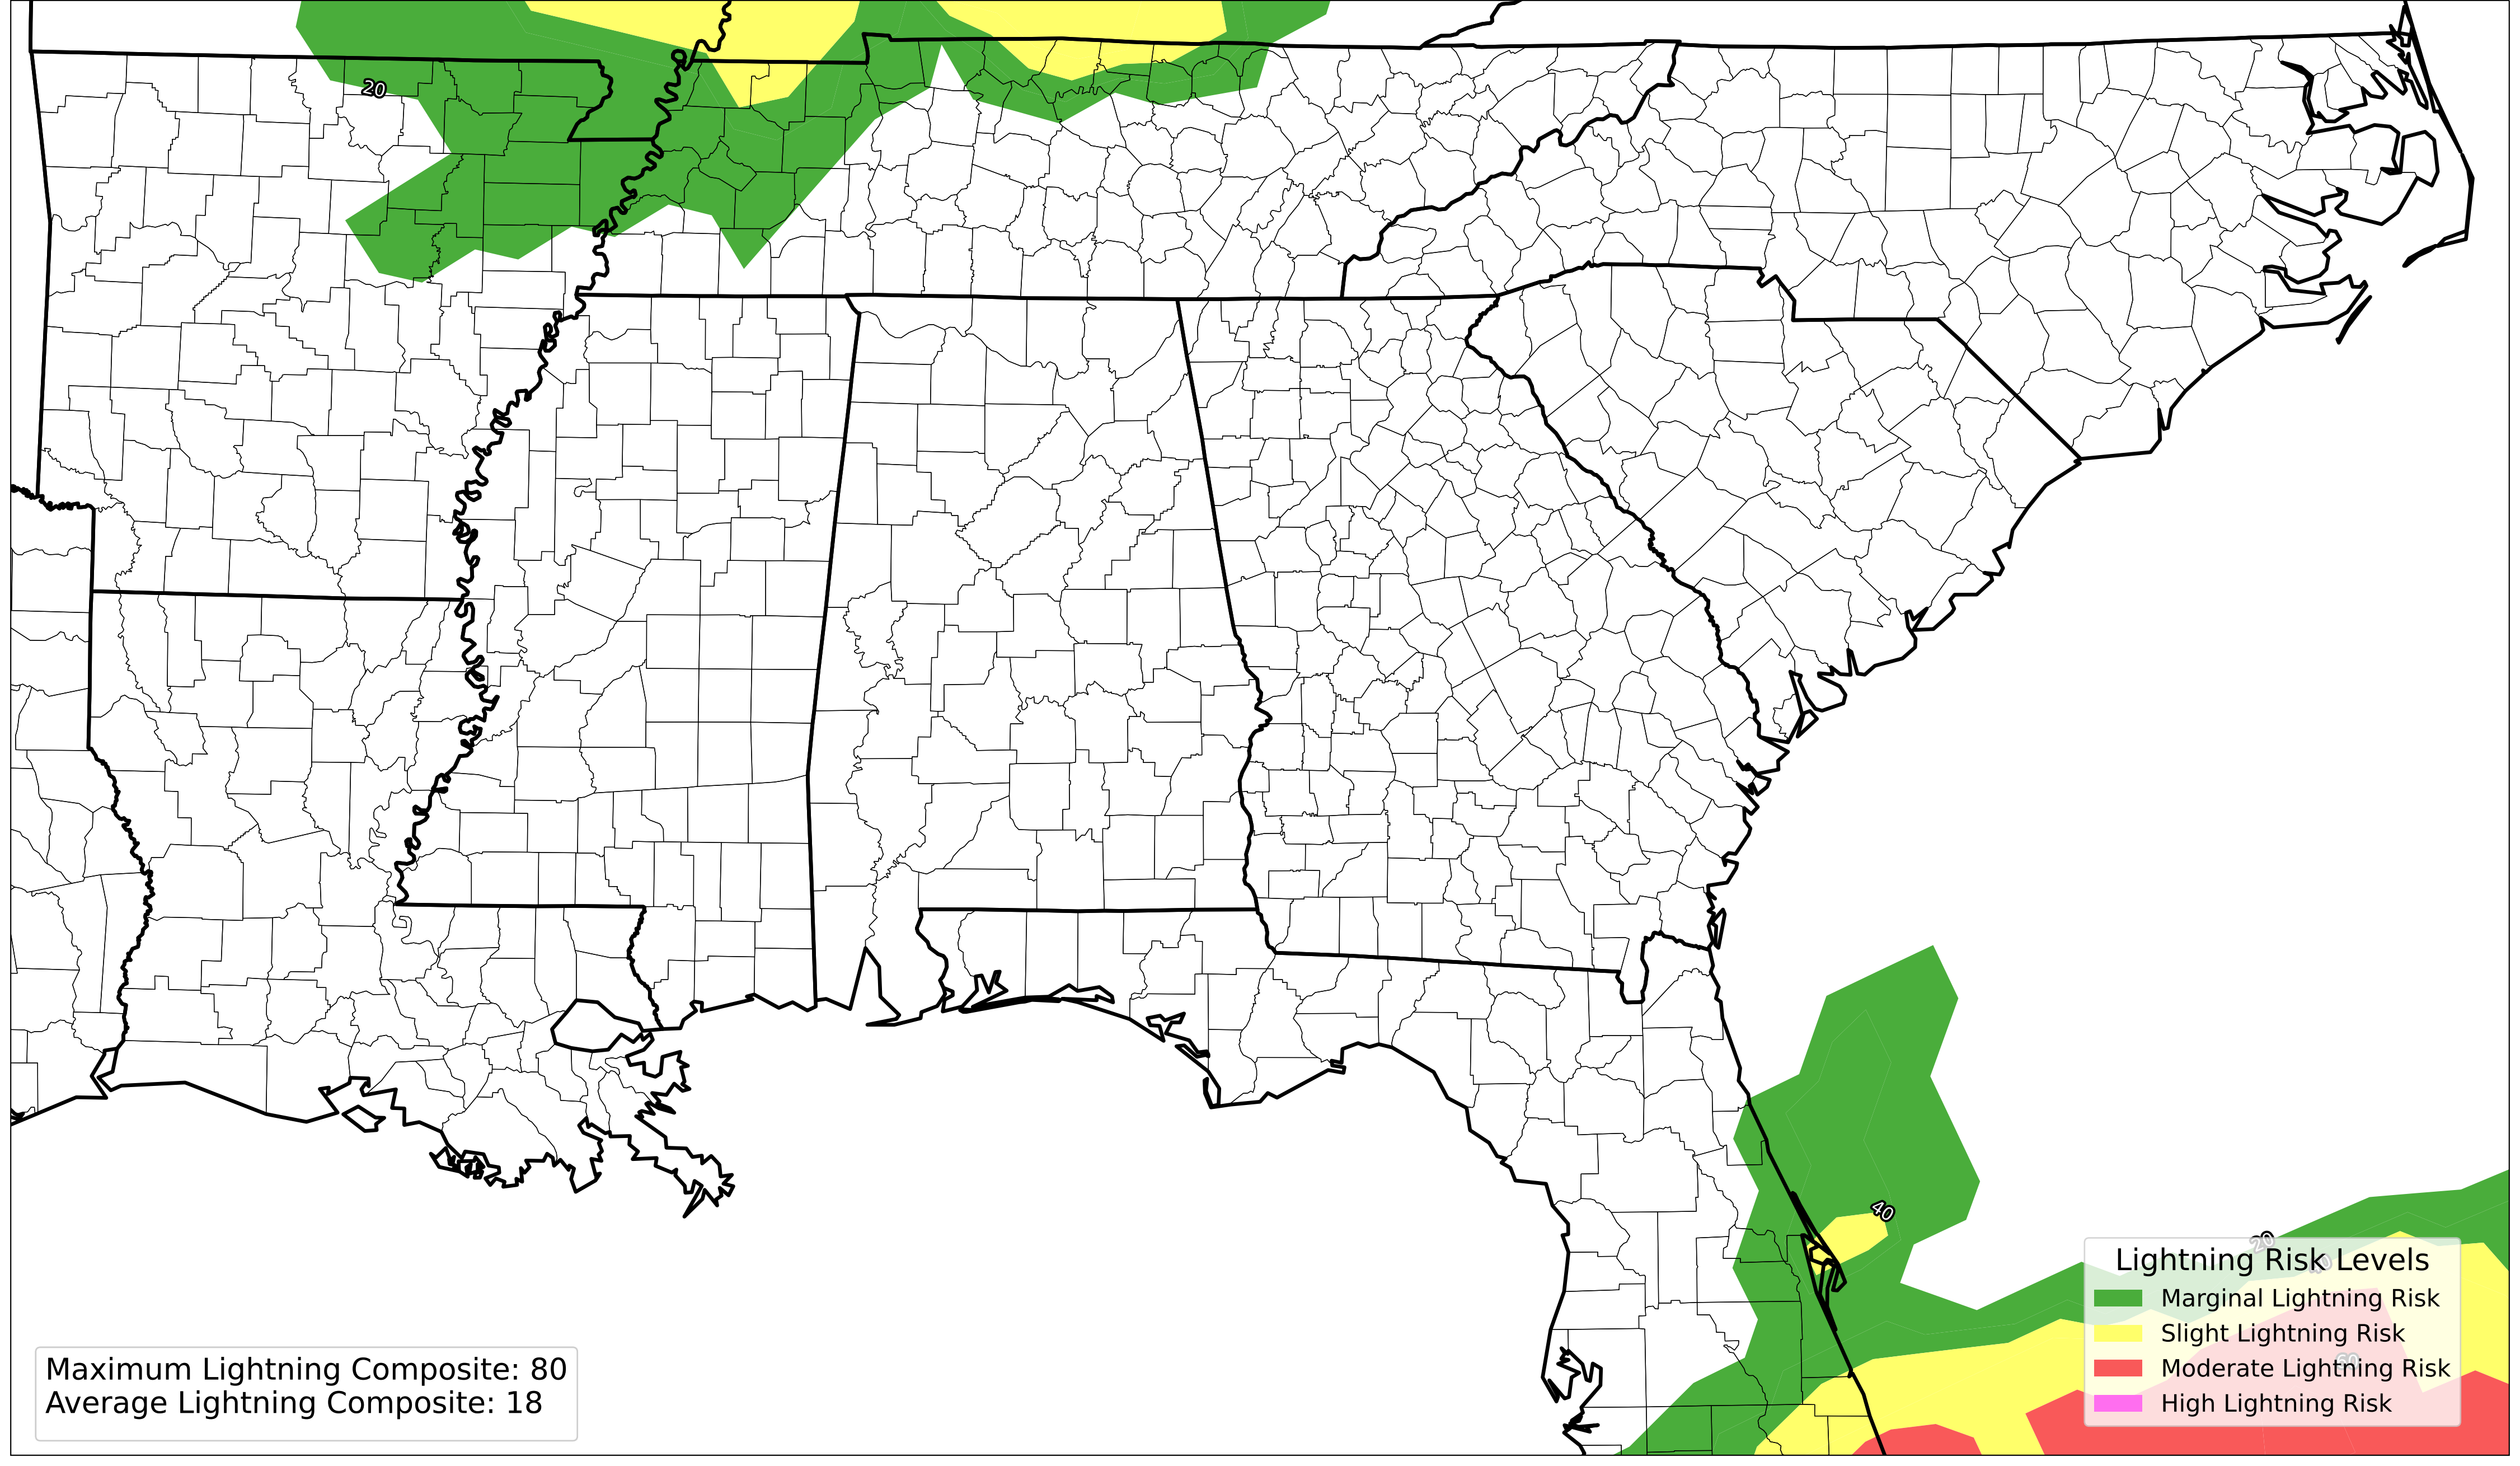 20
40
20
Lightning Risk Levels
Marginal Lightning Risk
Slight Lightning Risk
Moderate Lightning Risk
High Lightning Risk
Maximum Lightning Composite: 80
Average Lightning Composite: 18